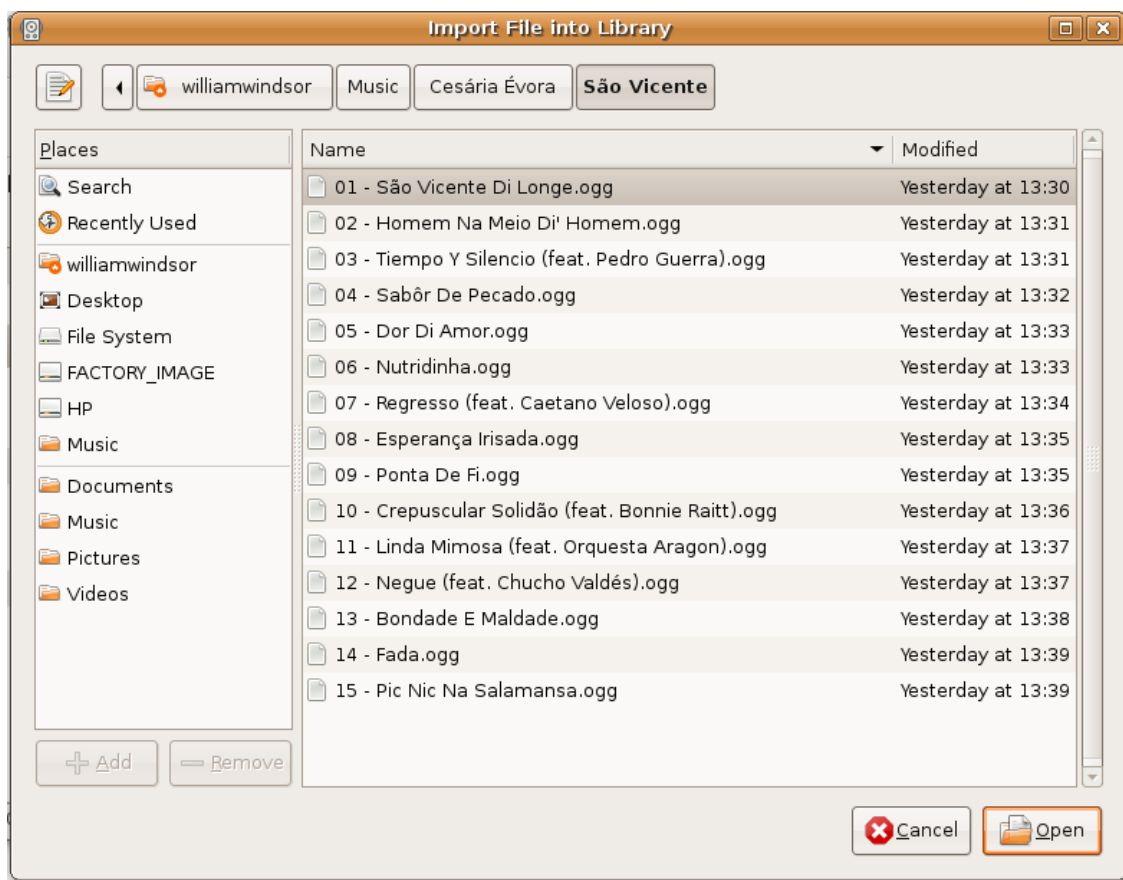 Import File into Library
williamwindsor Music Cesária Évora São Vicente
Places
Search
Recently Used
williamwindsor
Desktop
File System
FACTORY_IMAGE
HP
Music
Documents
Music
Pictures
Videos
Add Remove
Name Modified
01 - São Vicente Di Longe.ogg Yesterday at 13:30
02 - Homem Na Meio Di' Homem.ogg Yesterday at 13:31
03 - Tiempo Y Silencio (feat. Pedro Guerra).ogg Yesterday at 13:31
04 - Sabôr De Pecado.ogg Yesterday at 13:32
05 - Dor Di Amor.ogg Yesterday at 13:33
06 - Nutridinha.ogg Yesterday at 13:33
07 - Regresso (feat. Caetano Veloso).ogg Yesterday at 13:34
08 - Esperança Irisada.ogg Yesterday at 13:35
09 - Ponta De Fi.ogg Yesterday at 13:35
10 - Crepuscular Solidão (feat. Bonnie Raitt).ogg Yesterday at 13:36
11 - Linda Mimosa (feat. Orquesta Aragon).ogg Yesterday at 13:37
12 - Negue (feat. Chucho Valdés).ogg Yesterday at 13:37
13 - Bondade E Maldade.ogg Yesterday at 13:38
14 - Fada.ogg Yesterday at 13:39
15 - Pic Nic Na Salamansa.ogg Yesterday at 13:39
Cancel Open